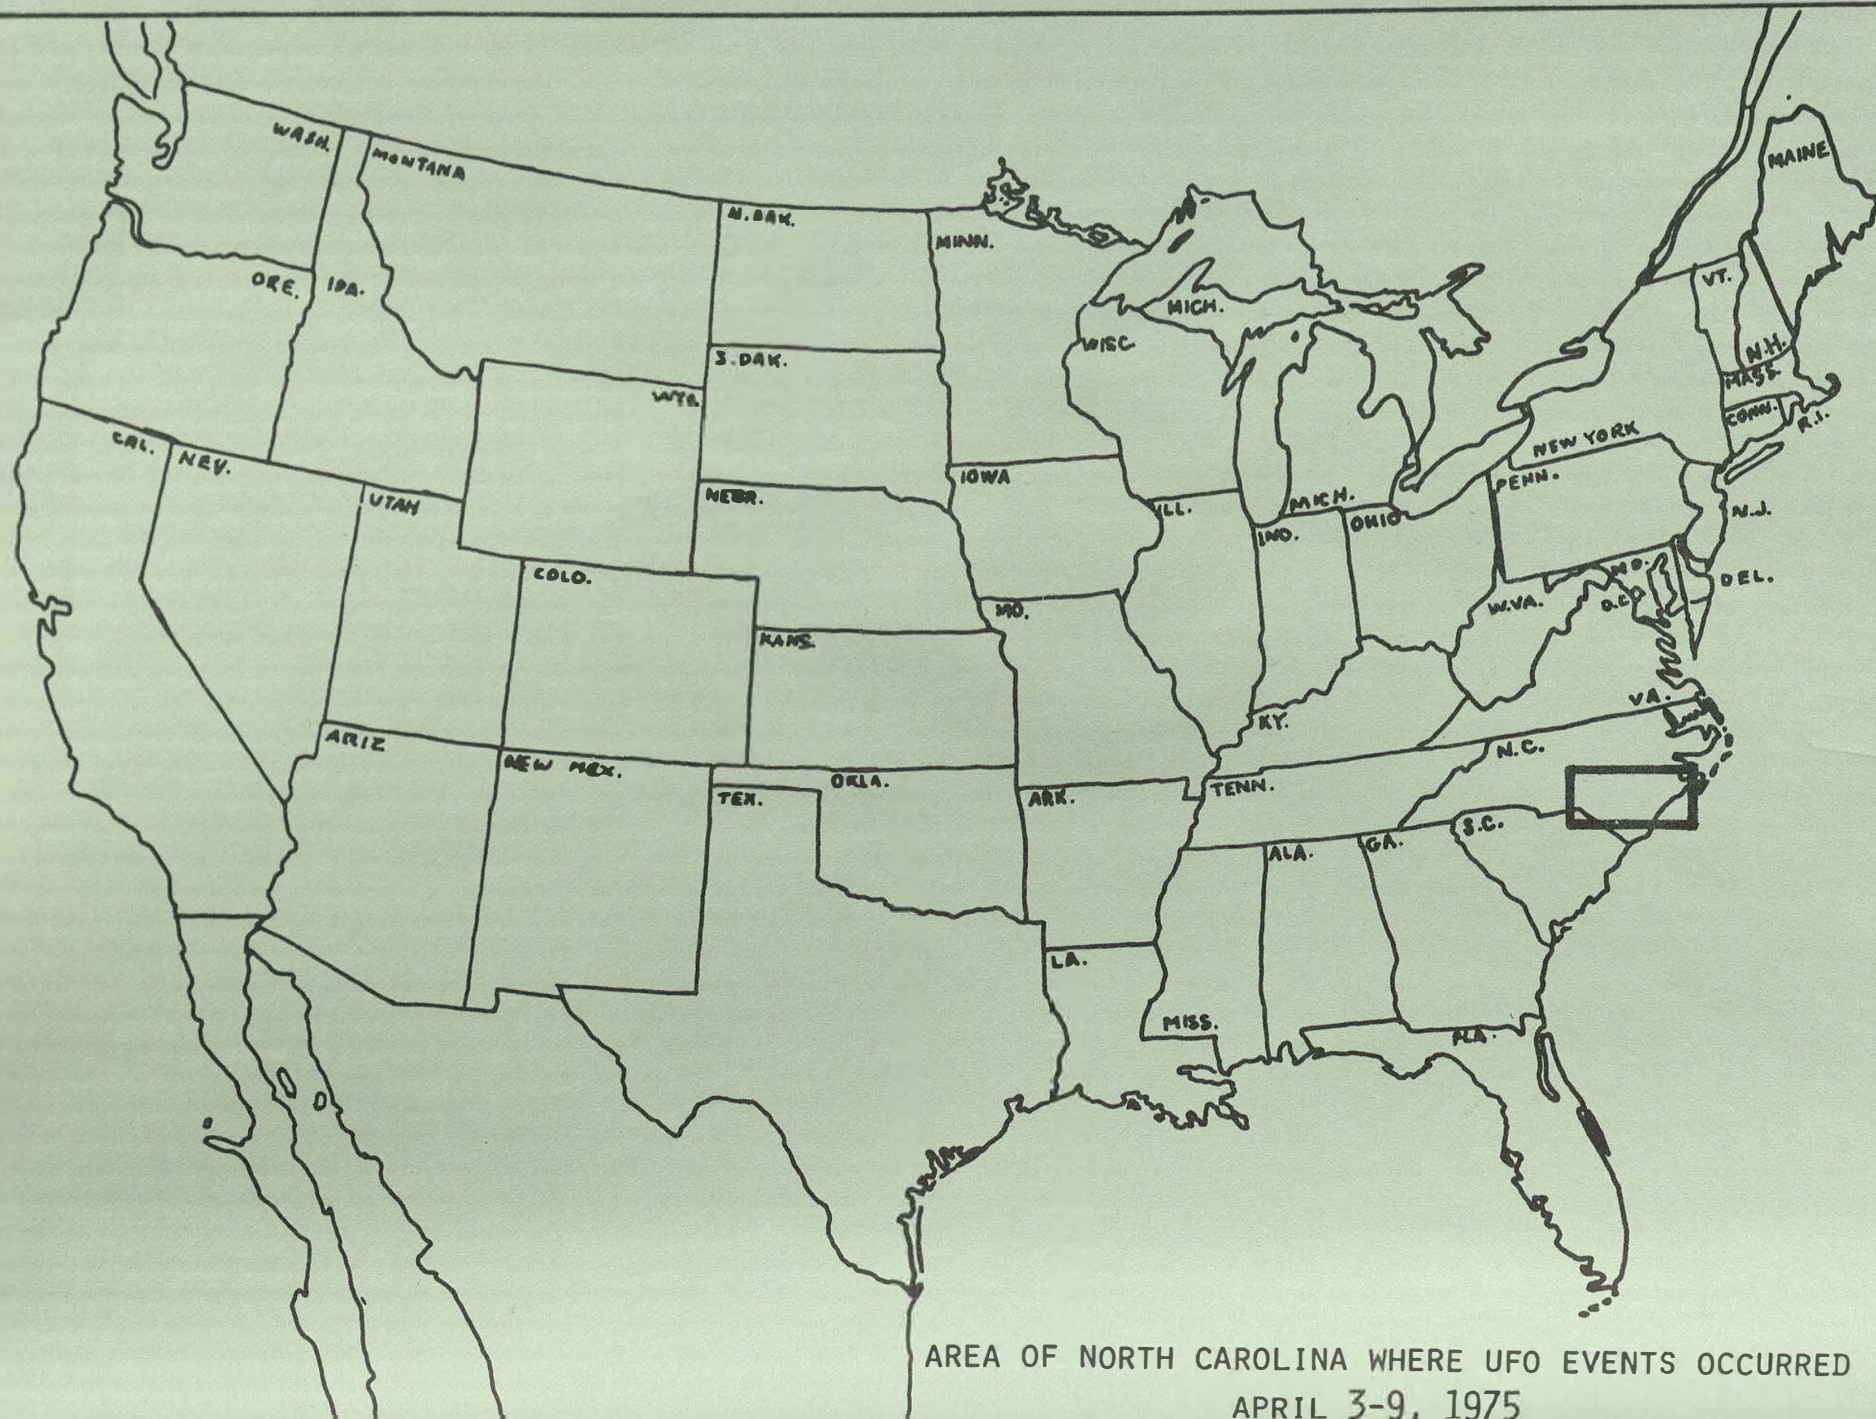 WASH.
MONTANA
N.DAK.
MINN.
MAINE
ORE.
IDA.
MICH.
VT.
WISC
S.DAK.
N.H.
MASS
WYO.
CONN.
R.I.
CAL.
NEV.
NEW YORK
IOWA
PENN.
UTAH
NEBR.
ILL.
MICH.
OHIO
N.J.
IND.
COLO.
MD.
DEL.
W.VA.
D.C.
MO.
KANS.
VA.
KY.
ARIZ
N.C.
NEW MEX.
OKLA.
TEX.
ARK.
TENN.
S.C.
ALA.
GA.
LA.
MISS.
FLA.
AREA OF NORTH CAROLINA WHERE UFO EVENTS OCCURRED
APRIL 3-9, 1975